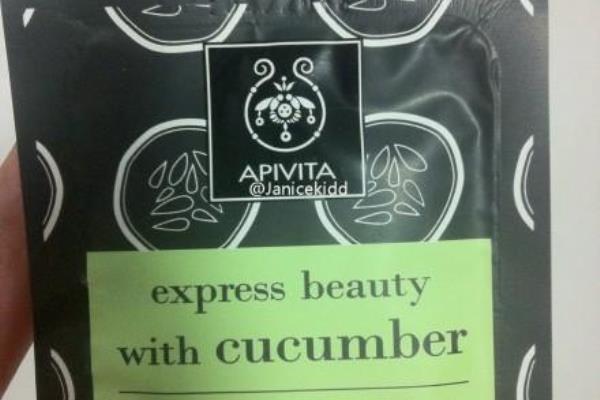 APIVITA
@Janicekidd
express beauty
with cucumber